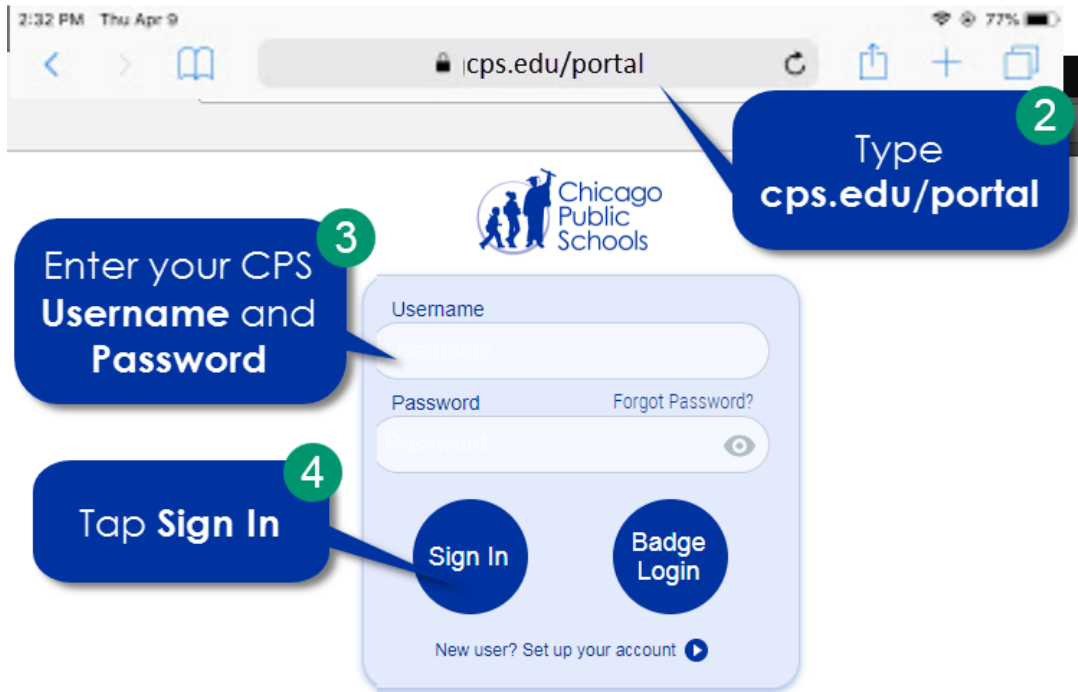 2:32 PM Thu Apr 9
77%
cps.edu/portal
2
Type
cps.edu/portal
Chicago
Public
Schools
3
Enter your CPS
Username and
Password
Username
Username
Password Forgot Password?
Password
4
Tap Sign In
Sign In
Badge
Login
New user? Set up your account